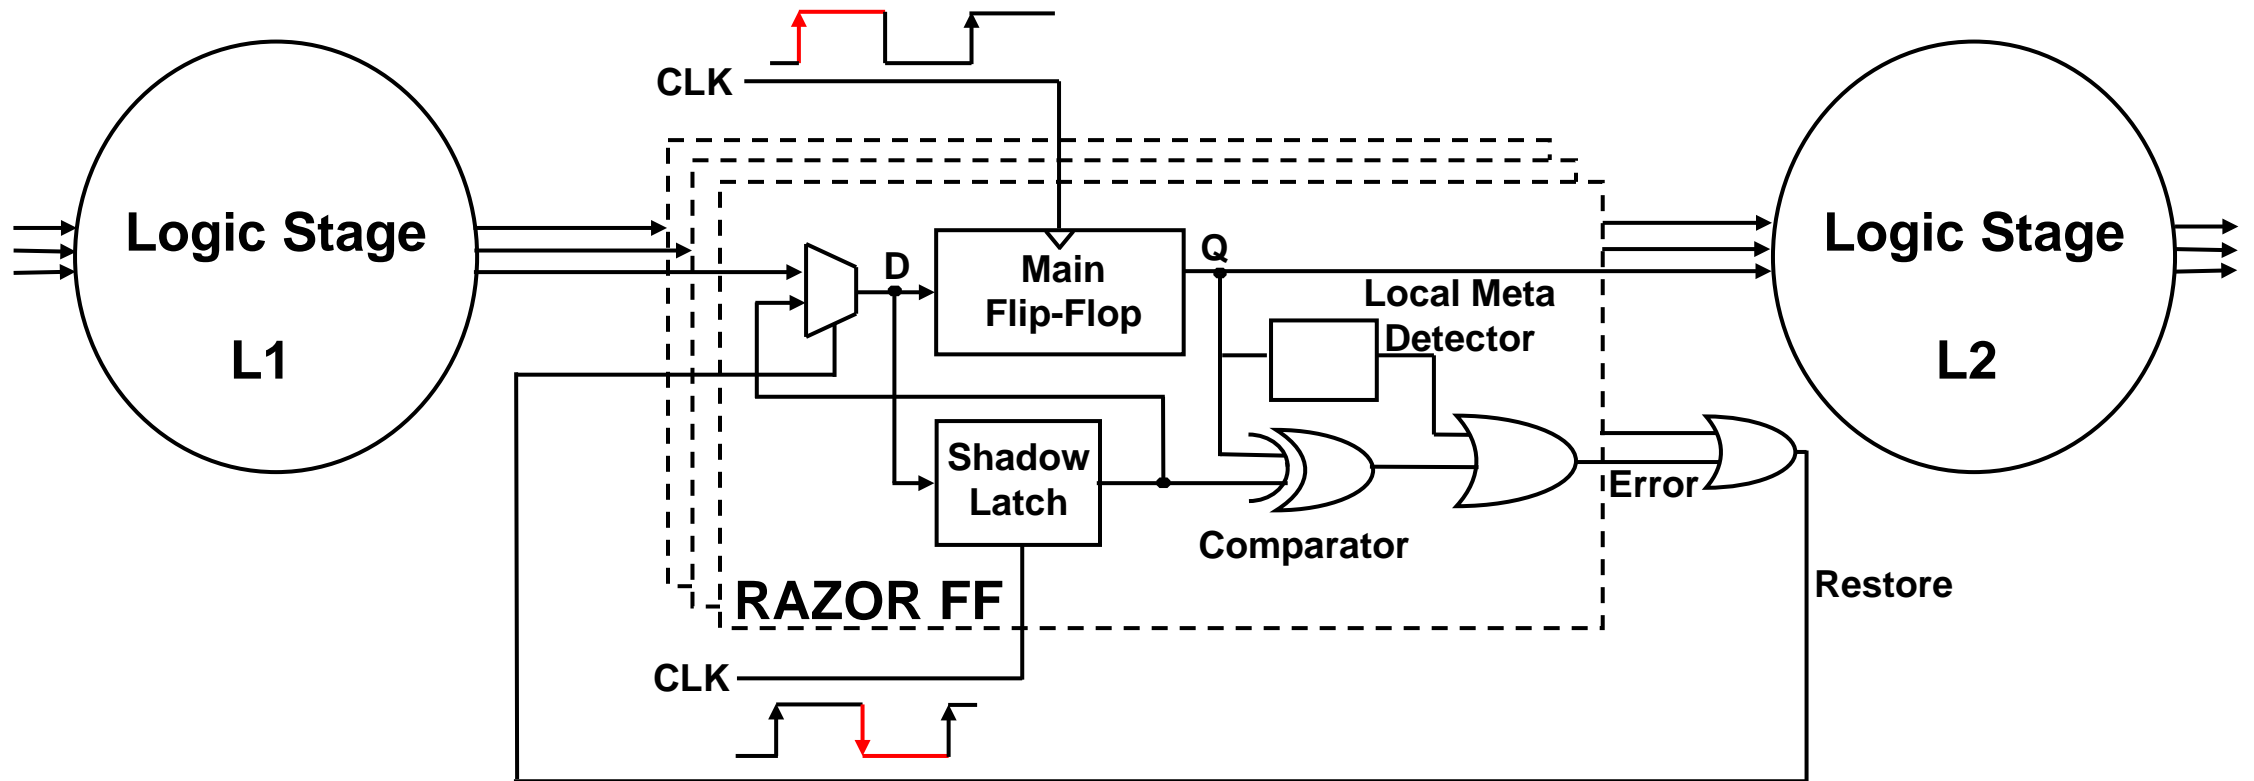 CLK
Logic Stage
L1
D
Main
Flip-Flop
Q
Local Meta
Detector
Logic Stage
L2
Shadow
Latch
Comparator
Error
RAZOR FF
Restore
CLK